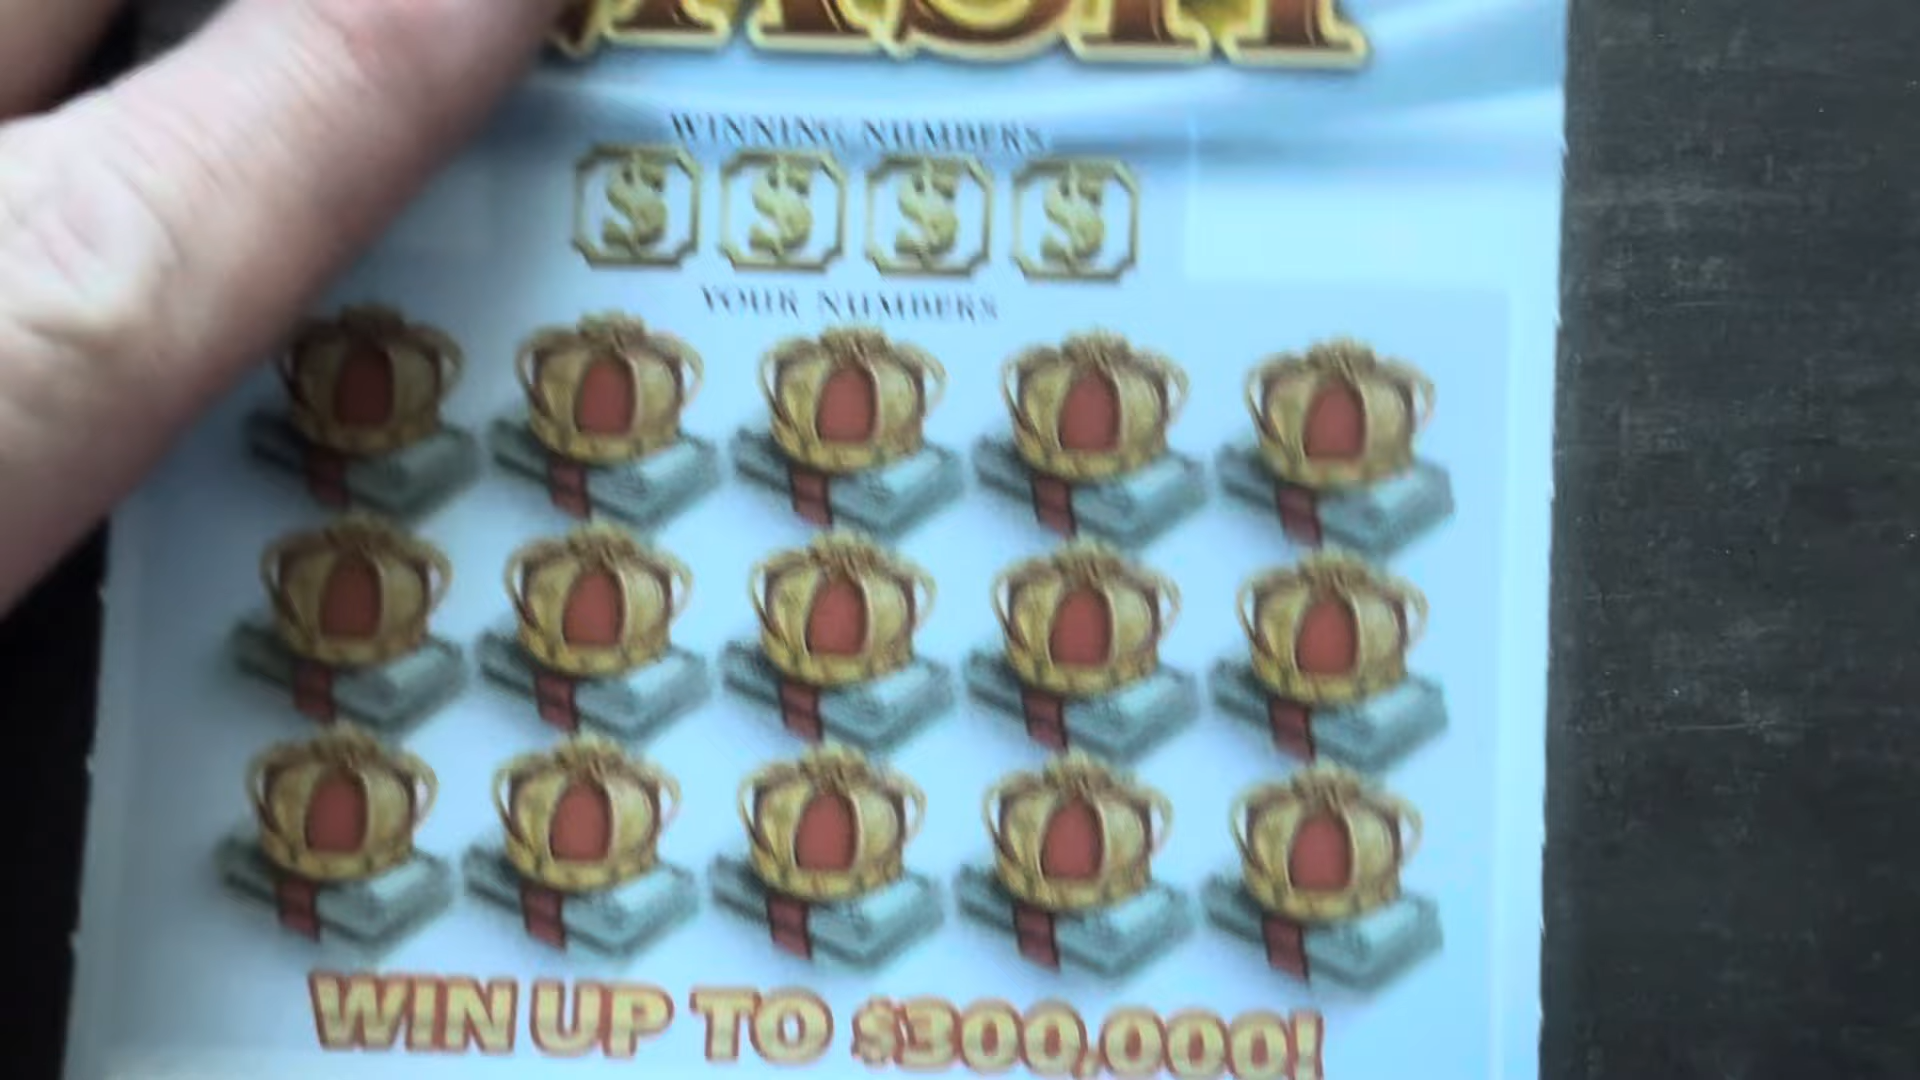 WINNING NUMBERS
$ $ $ $
YOUR NUMBERS
WIN UP TO $300,000!